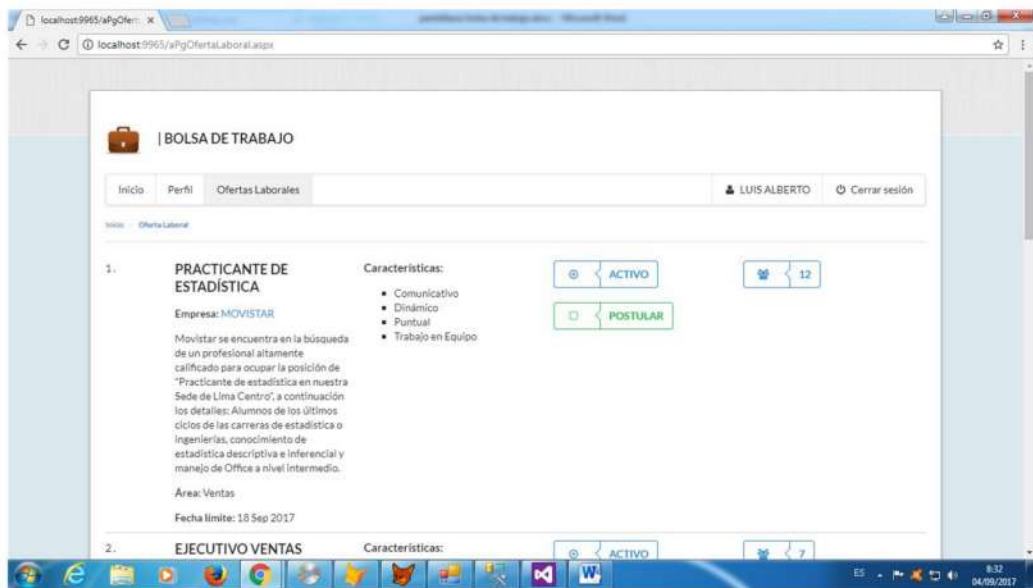 localhost:9965/aPgOfert
localhost:9965/aPgOfertaLaboral.aspx
| BOLSA DE TRABAJO
Inicio Perfil Ofertas Laborales LUIS ALBERTO Cerrar sesión
Inicio Oferta Laboral
1. PRACTICANTE DE ESTADÍSTICA
Empresa: MOVISTAR
Movistar se encuentra en la búsqueda
de un profesional altamente
calificado para ocupar la posición de
"Practicante de estadística en nuestra
Sede de Lima Centro", a continuación
los detalles: Alumnos de los últimos
ciclos de las carreras de estadística o
ingenierías, conocimiento de
estadística descriptiva e inferencial y
manejo de Office a nivel intermedio.
Área: Ventas
Fecha límite: 18 Sep 2017
Características:
Comunicativo
Dinámico
Puntual
Trabajo en Equipo
ACTIVO
POSTULAR
12
2. EJECUTIVO VENTAS
Características:
ACTIVO
7
ES
8:32
04/09/2017